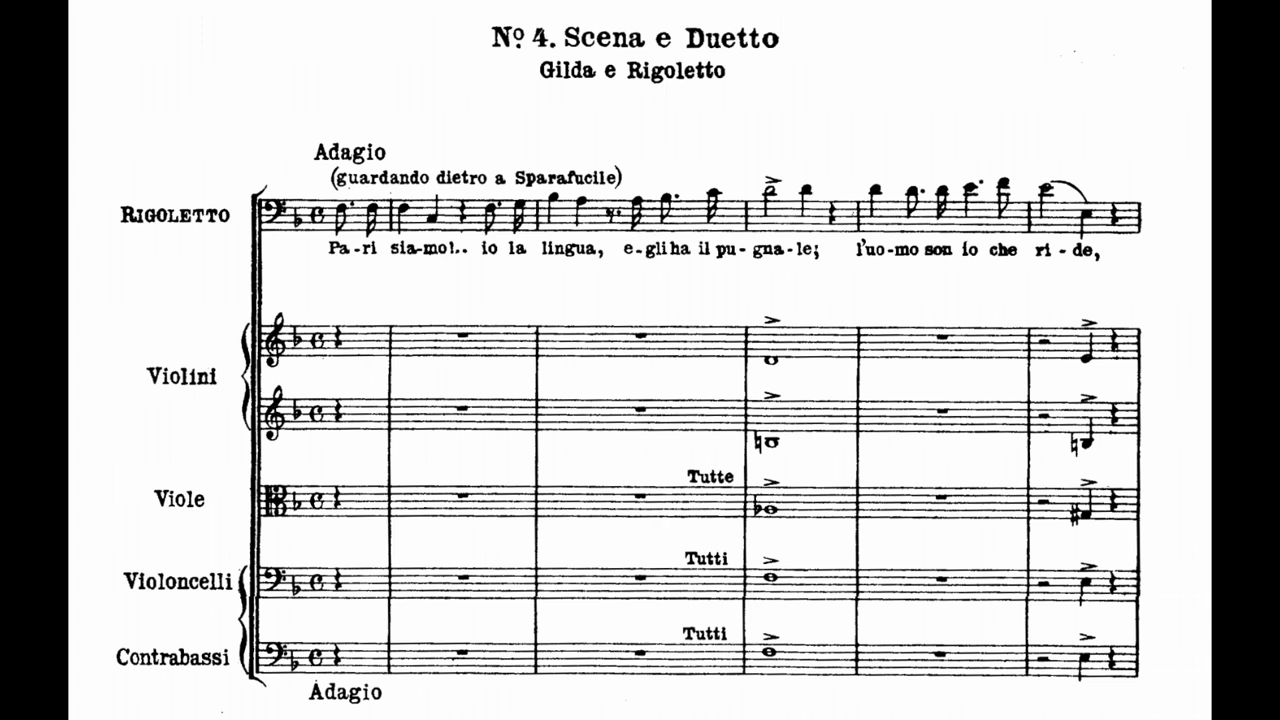 Nº 4. Scena e Duetto
Gilda e Rigoletto
Adagio
(guardando dietro a Sparafucile)
RIGOLETTO
Pa-ri sia-mo!.. io la lingua, e-gli ha il pu-gna-le; l'uo-mo son io che ri-de,
Violini
Tutte
Viole
Tutti
Violoncelli
Tutti
Contrabassi
Adagio